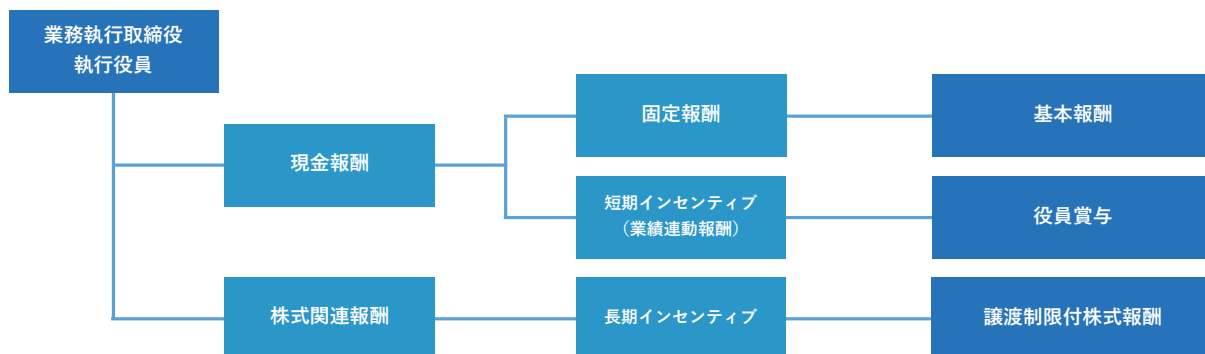 業務執行取締役
執行役員
現金報酬
固定報酬
基本報酬
短期インセンティブ
（業績連動報酬）
役員賞与
株式関連報酬
長期インセンティブ
譲渡制限付株式報酬